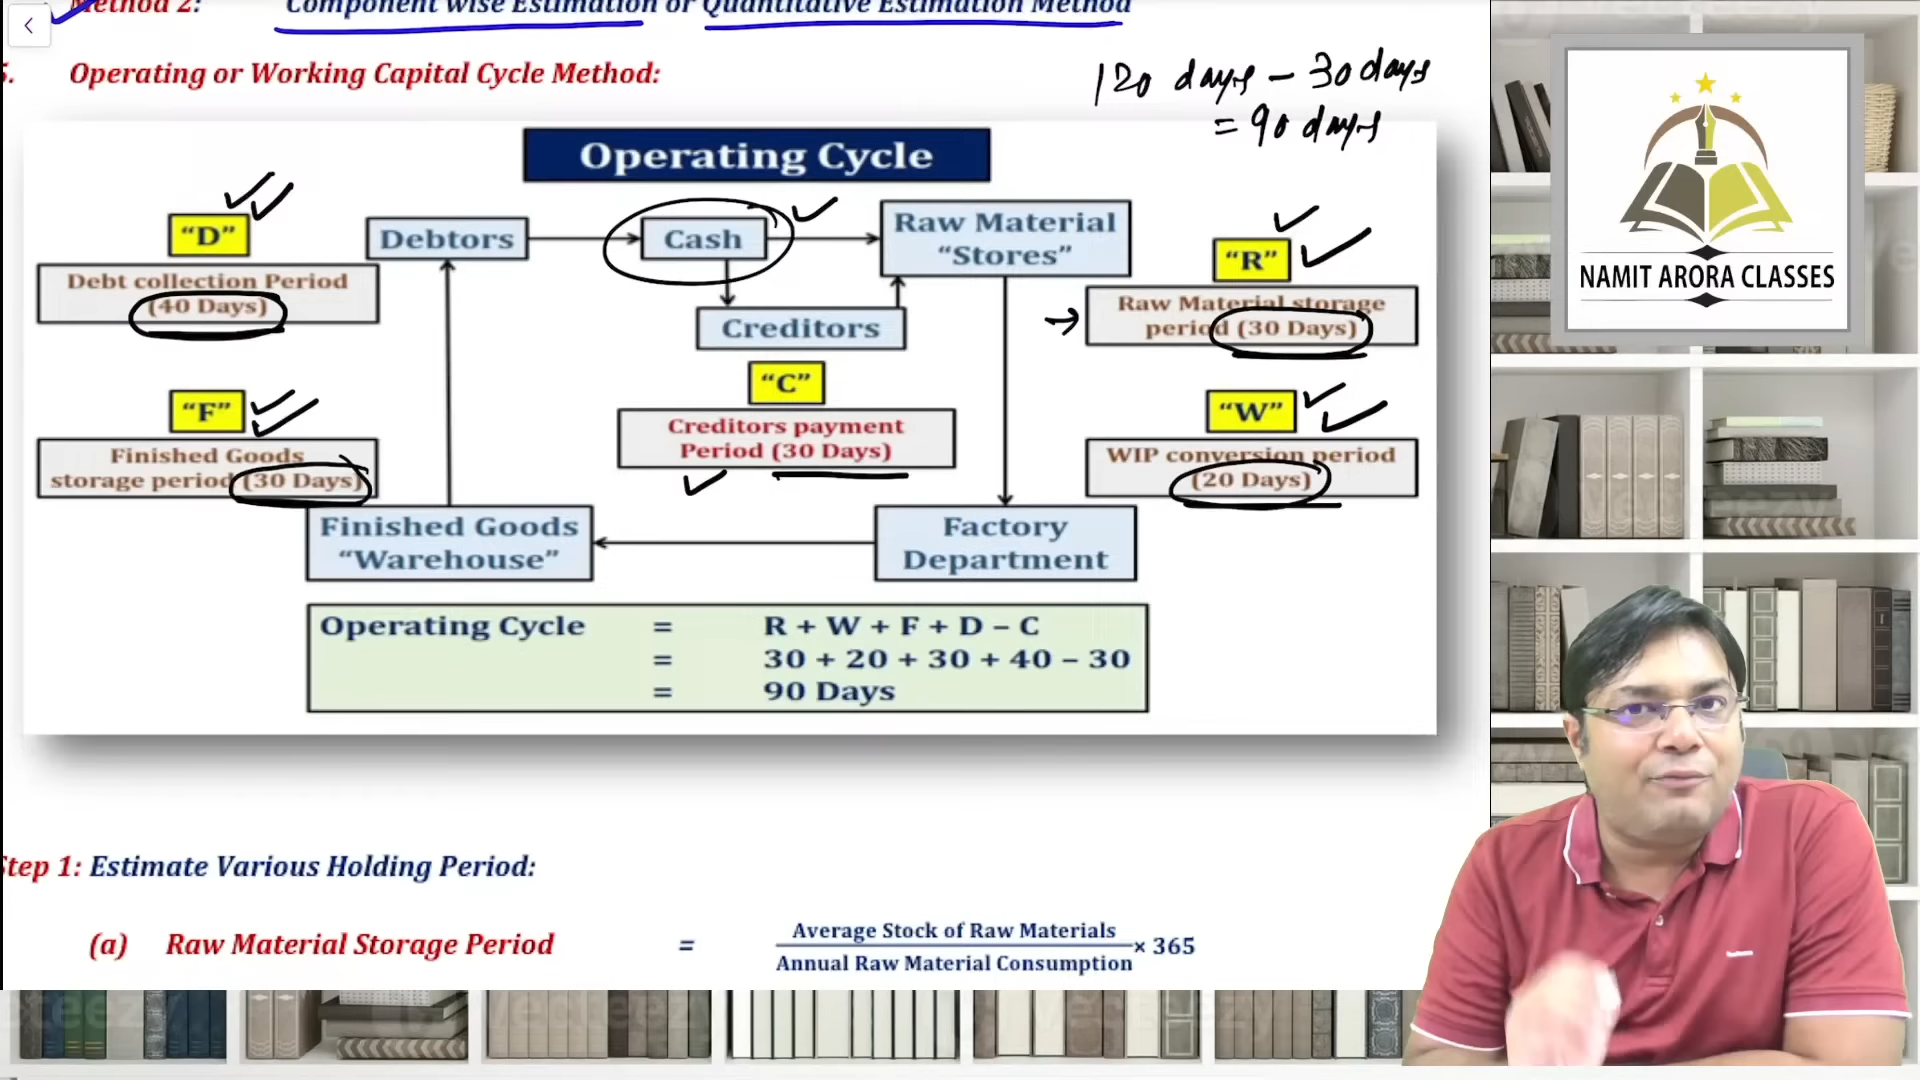 Method 2: Component wise Estimation or Quantitative Estimation Method
5. Operating or Working Capital Cycle Method:
120 days - 30 days
= 90 days
Operating Cycle
"D"
Debt collection Period
(40 Days)
Debtors
Cash
Raw Material
"Stores"
"R"
Raw Material storage
period (30 Days)
Creditors
"C"
Creditors payment
Period (30 Days)
"F"
Finished Goods
storage period (30 Days)
"W"
WIP conversion period
(20 Days)
Finished Goods
"Warehouse"
Factory
Department
Operating Cycle = R + W + F + D – C
= 30 + 20 + 30 + 40 – 30
= 90 Days
Step 1: Estimate Various Holding Period:
(a) Raw Material Storage Period = Average Stock of Raw Materials
Annual Raw Material Consumption × 365
NAMIT ARORA CLASSES